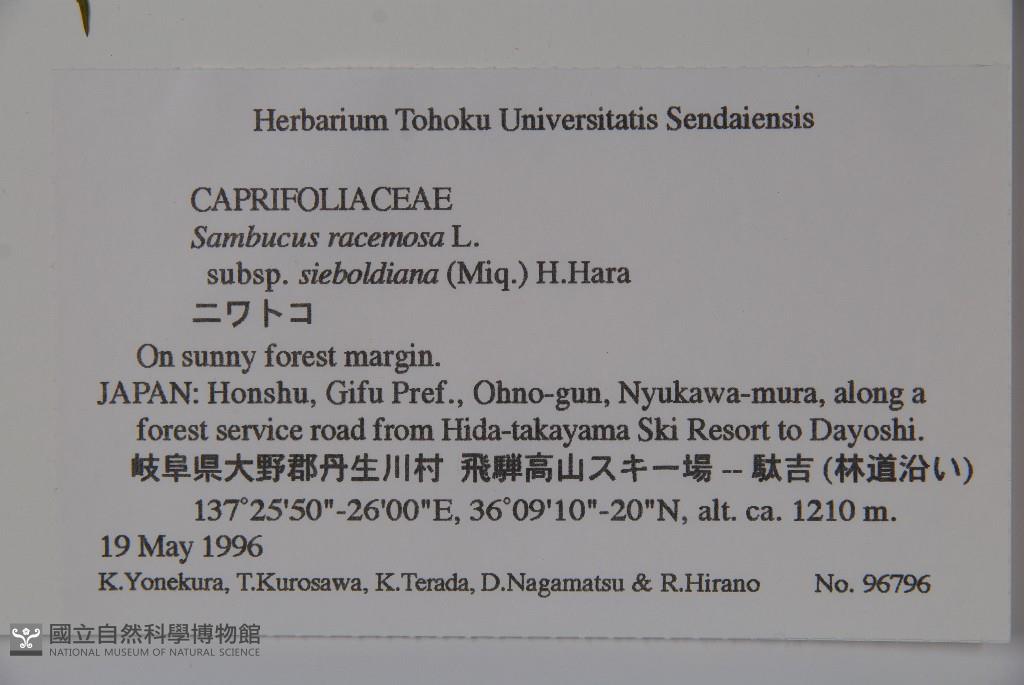 Herbarium Tohoku Universitatis Sendaiensis
CAPRIFOLIACEAE
Sambucus racemosa L.
subsp. sieboldiana (Miq.) H.Hara
ニワトコ
On sunny forest margin.
JAPAN: Honshu, Gifu Pref., Ohno-gun, Nyukawa-mura, along a
forest service road from Hida-takayama Ski Resort to Dayoshi.
岐阜県大野郡丹生川村 飛騨高山スキー場 -- 駄吉 (林道沿い)
137°25'50"-26'00"E, 36°09'10"-20"N, alt. ca. 1210 m.
19 May 1996
K.Yonekura, T.Kurosawa, K.Terada, D.Nagamatsu & R.Hirano No. 96796
國立自然科學博物館
NATIONAL MUSEUM OF NATURAL SCIENCE